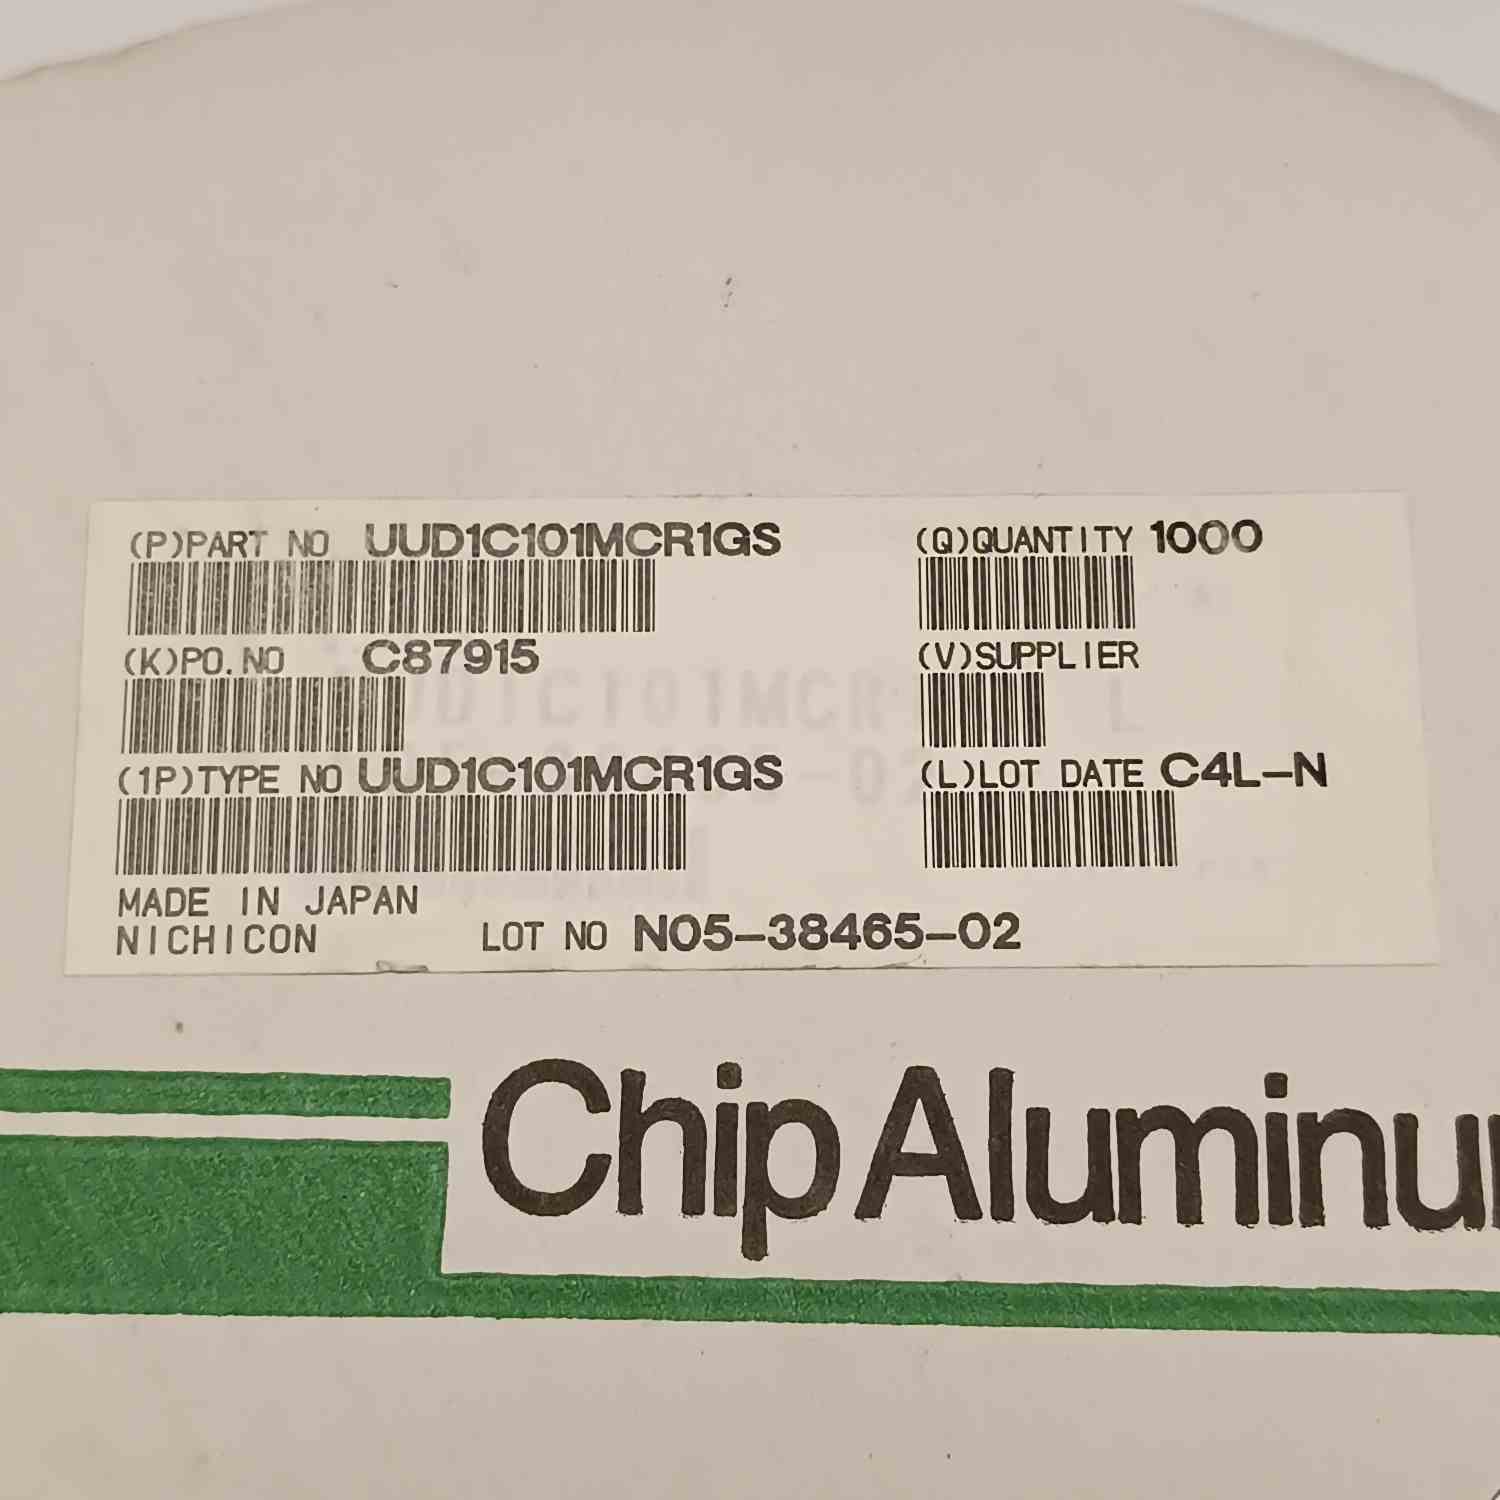 (P)PART NO UUD1C101MCR1GS
(Q)QUANTITY 1000
(K)PO.NO C87915
(V)SUPPLIER
(1P)TYPE NO UUD1C101MCR1GS
(L)LOT DATE C4L-N
MADE IN JAPAN
NICHICON LOT NO N05-38465-02
Chip Aluminu